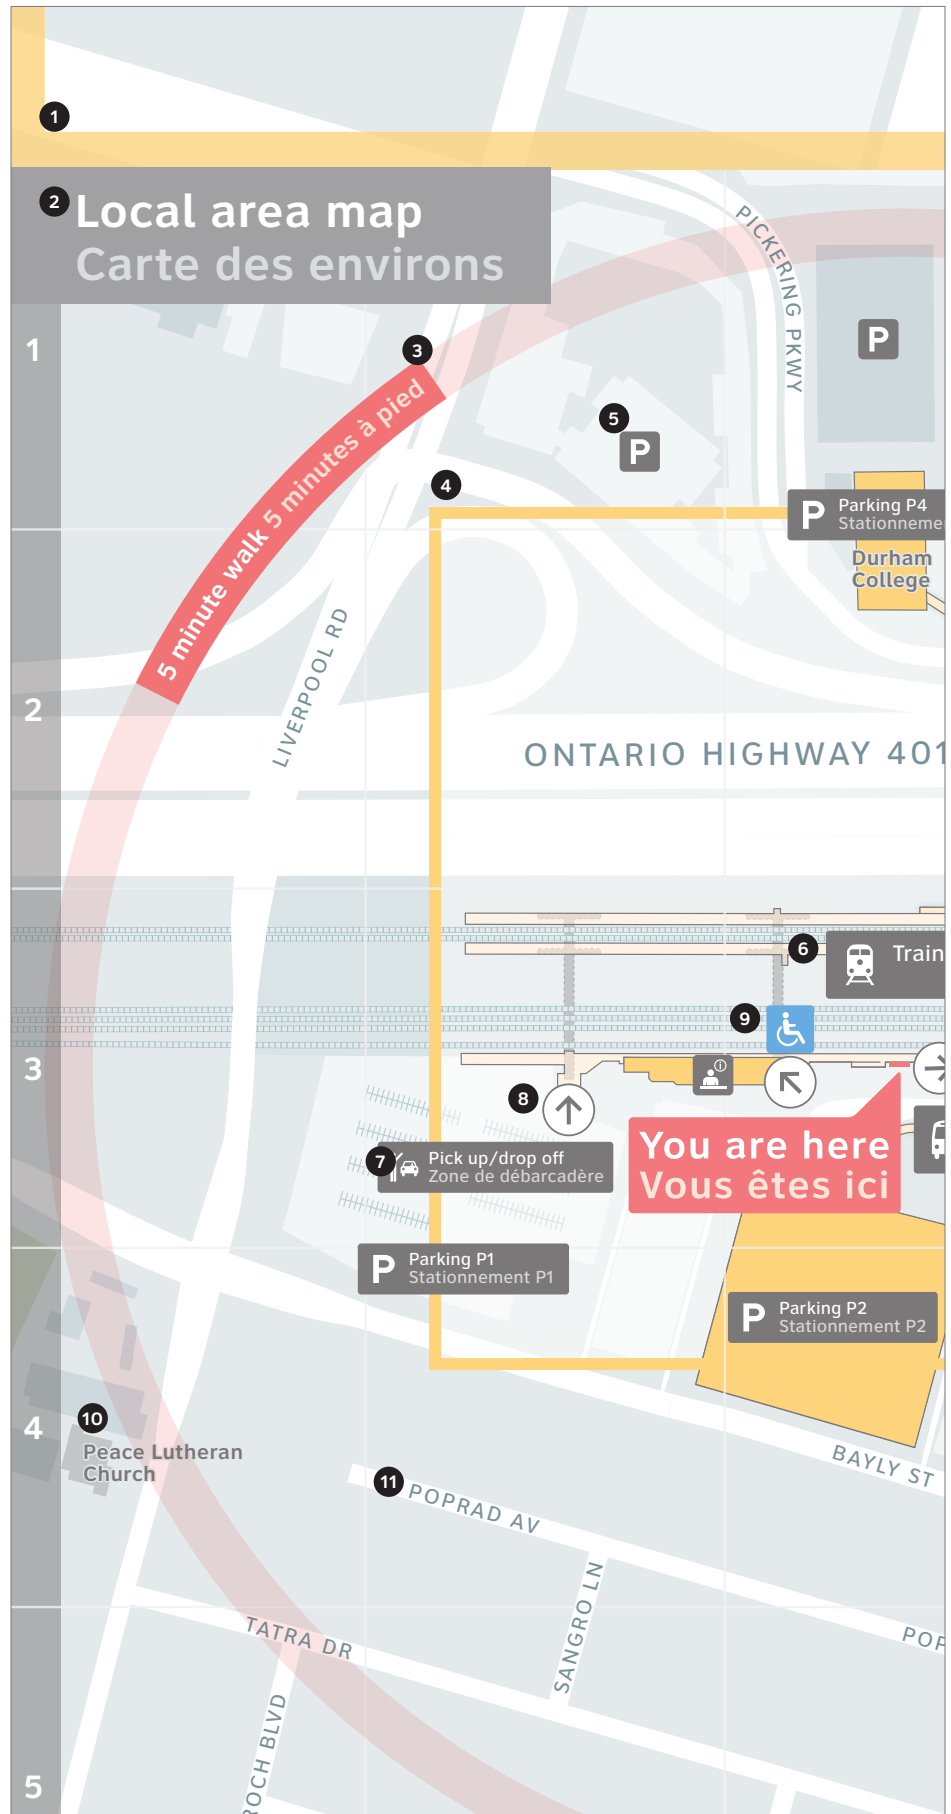 1
2
Local area map
Carte des environs
PICKERING PKWY
1
3
P
5 minute walk 5 minutes à pied
5
P
4
P
Parking P4
Stationneme
Durham
College
LIVERPOOL RD
2
ONTARIO HIGHWAY 401
6
Train
9
3
8
You are here
Vous êtes ici
7
Pick up/drop off
Zone de débarcadère
P
Parking P1
Stationnement P1
P
Parking P2
Stationnement P2
10
4
Peace Lutheran
Church
BAYLY ST
11
POPRAD AV
SANGRO LN
TATRA DR
POP
ROCH BLVD
5